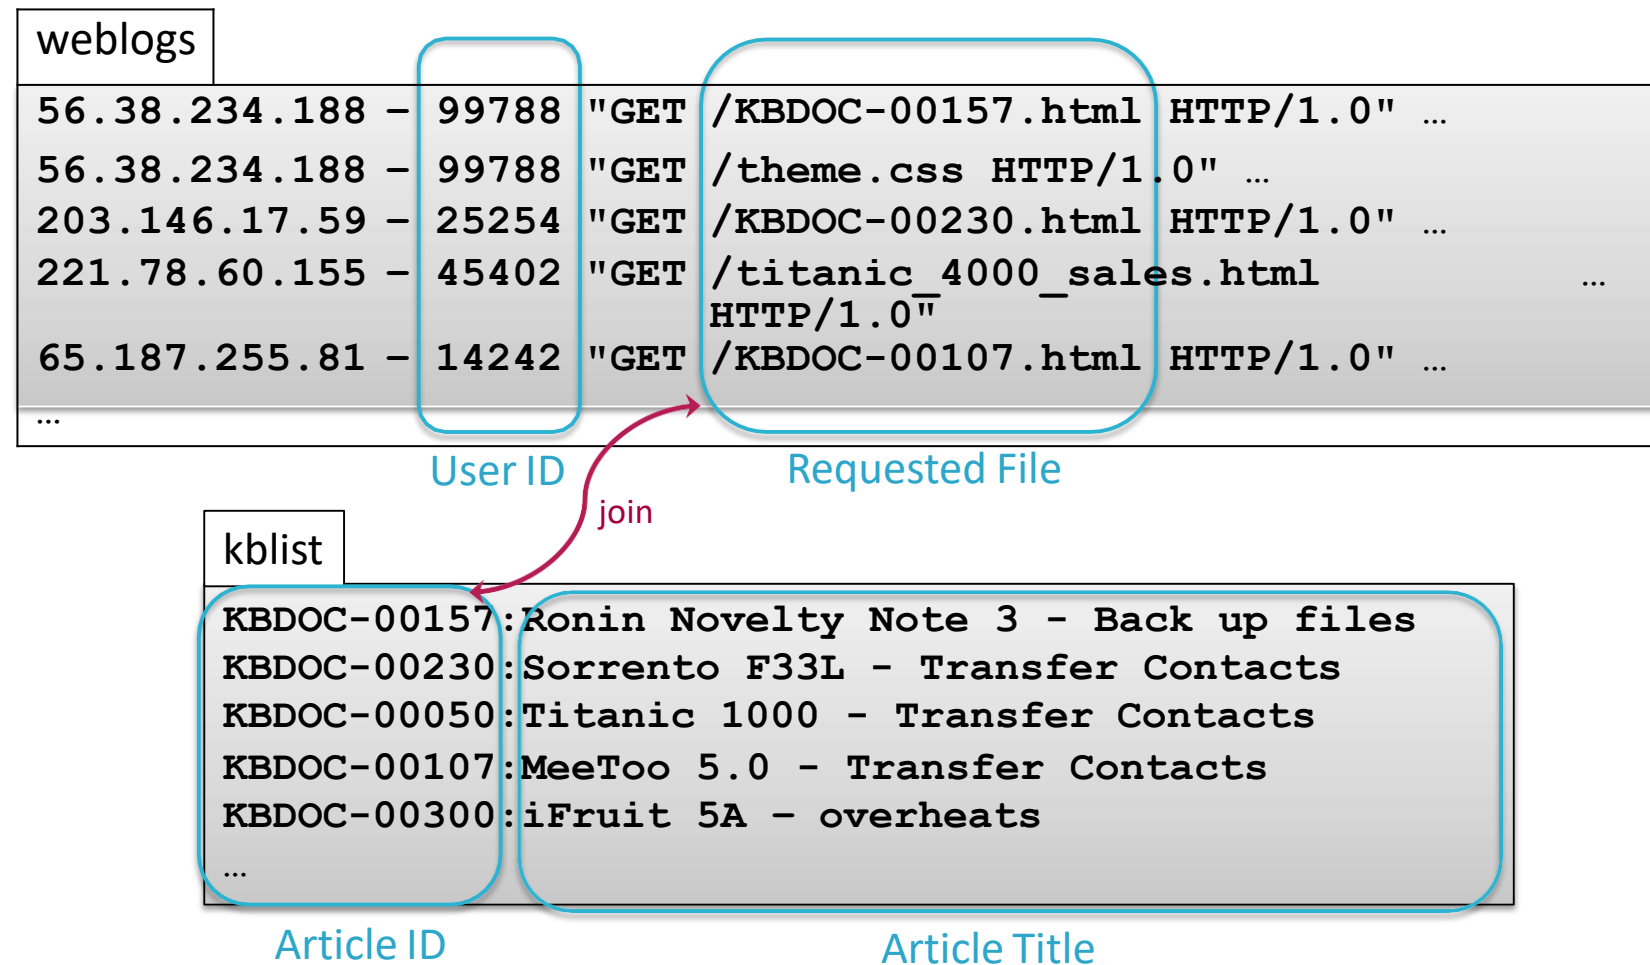 weblogs
56.38.234.188 – 99788 "GET /KBDOC-00157.html HTTP/1.0" …
56.38.234.188 – 99788 "GET /theme.css HTTP/1.0" …
203.146.17.59 – 25254 "GET /KBDOC-00230.html HTTP/1.0" …
221.78.60.155 – 45402 "GET /titanic_4000_sales.html …
HTTP/1.0"
65.187.255.81 – 14242 "GET /KBDOC-00107.html HTTP/1.0" …
…
User ID Requested File
join
kblist
KBDOC-00157:Ronin Novelty Note 3 - Back up files
KBDOC-00230:Sorrento F33L - Transfer Contacts
KBDOC-00050:Titanic 1000 - Transfer Contacts
KBDOC-00107:MeeToo 5.0 - Transfer Contacts
KBDOC-00300:iFruit 5A – overheats
…
Article ID Article Title